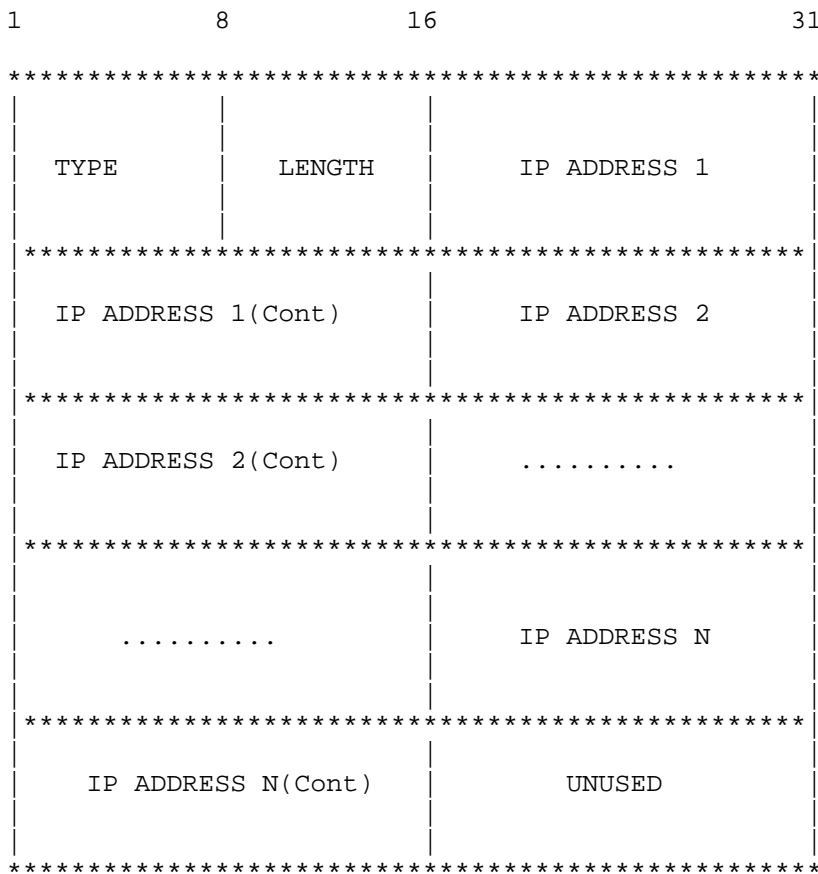 1 8 16 31
***************************************************
TYPE LENGTH IP ADDRESS 1
*************************************************
IP ADDRESS 1(Cont) IP ADDRESS 2
*************************************************
IP ADDRESS 2(Cont) ..........
*************************************************
.......... IP ADDRESS N
*************************************************
IP ADDRESS N(Cont) UNUSED
***************************************************